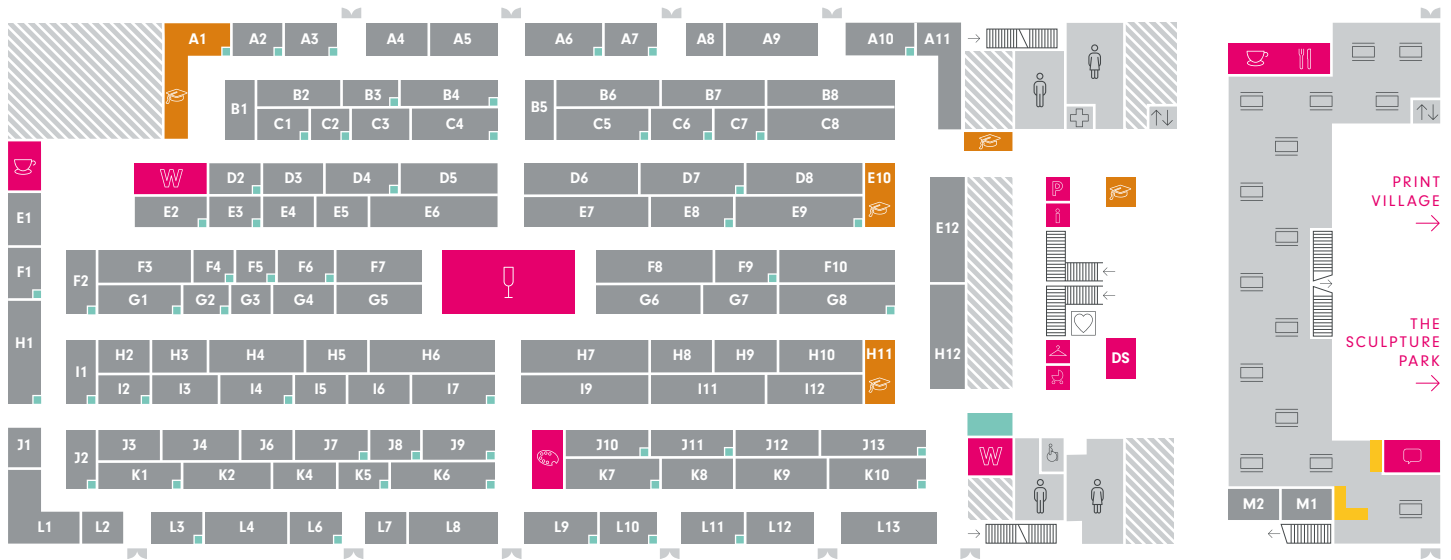 A1 A2 A3 A4 A5 A6 A7 A8 A9 A10 A11
B1 B2 B3 B4 B5 B6 B7 B8
C1 C2 C3 C4 C5 C6 C7 C8
W D2 D3 D4 D5 D6 D7 D8 E10
E1 E2 E3 E4 E5 E6 E7 E8 E9 E12
P
i
F1 F2 F3 F4 F5 F6 F7 F8 F9 F10
G1 G2 G3 G4 G5 G6 G7 G8
H1 H2 H3 H4 H5 H6 H7 H8 H9 H10 H11 H12
DS
I1 I2 I3 I4 I5 I6 I7 I9 I11 I12
J1 J2 J3 J4 J6 J7 J8 J9 J10 J11 J12 J13
W
K1 K2 K4 K5 K6 K7 K8 K9 K10
L1 L2 L3 L4 L6 L7 L8 L9 L10 L11 L12 L13
PRINT
VILLAGE
THE
SCULPTURE
PARK
M2 M1